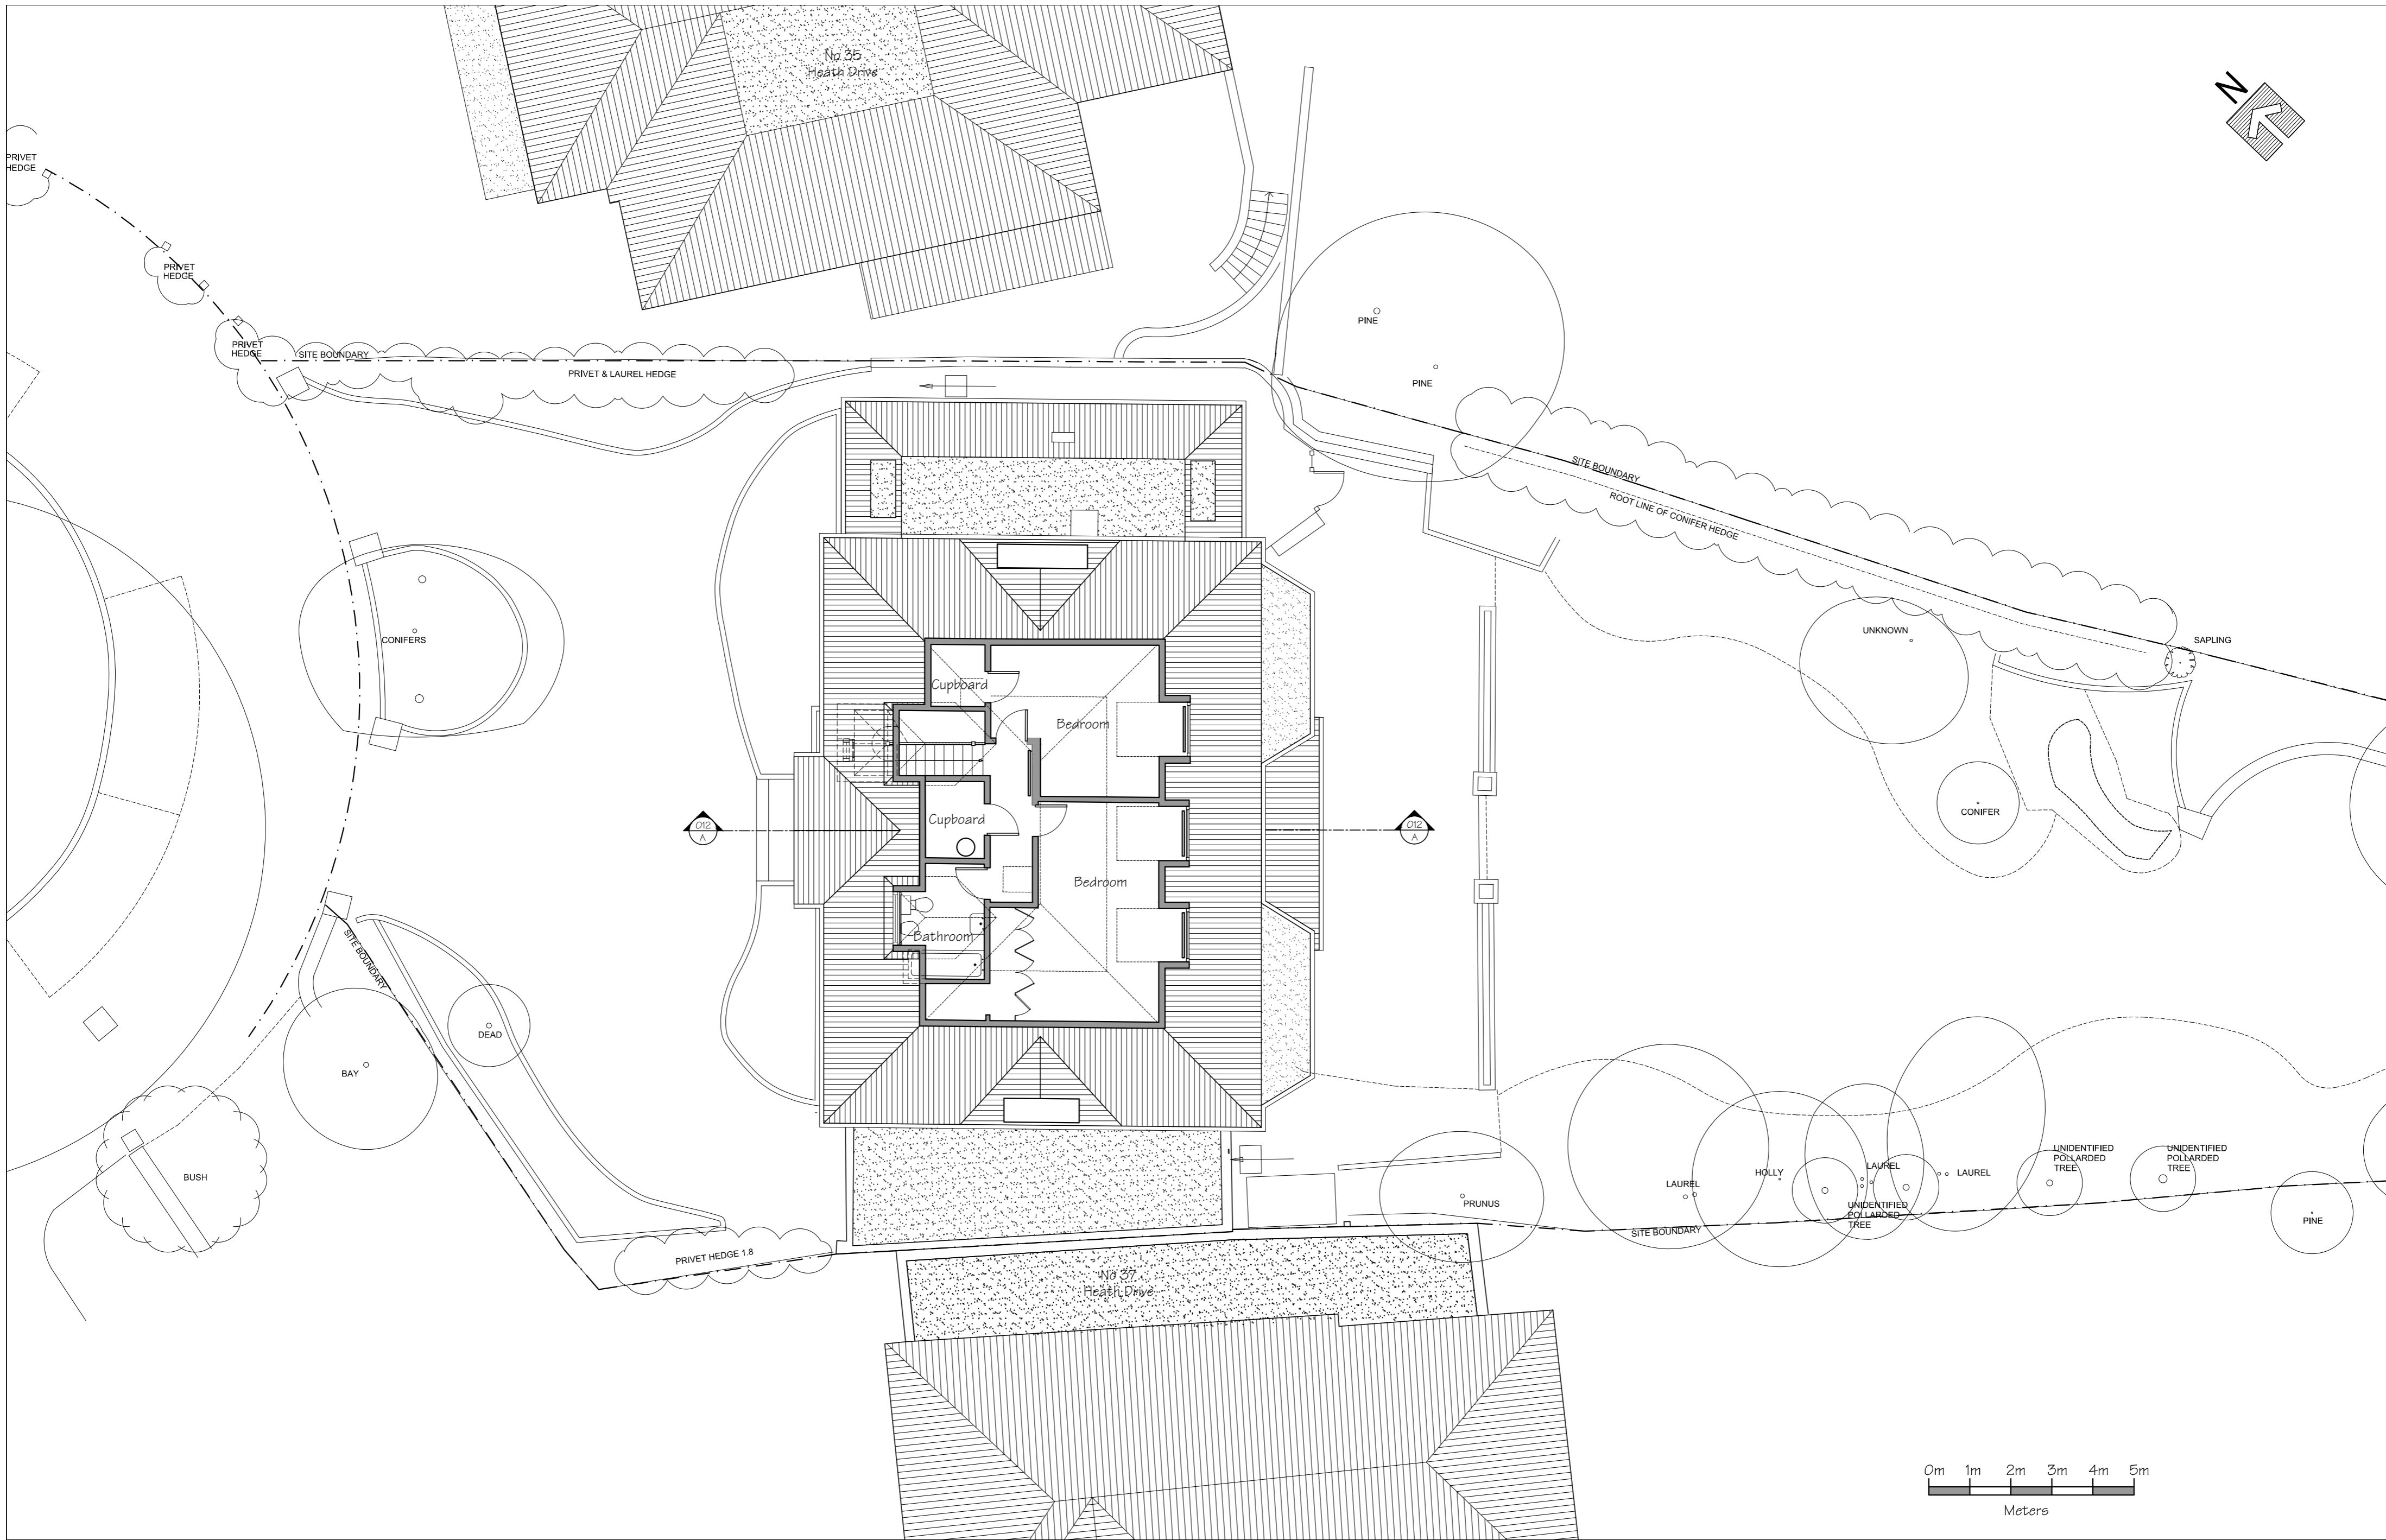 No 35
Heath Drive
N
PRIVET
HEDGE
PRIVET
HEDGE
PRIVET
HEDGE
SITE BOUNDARY
PRIVET & LAUREL HEDGE
PINE
PINE
SITE BOUNDARY
ROOT LINE OF CONIFER HEDGE
UNKNOWN
SAPLING
CONIFERS
Cupboard
Bedroom
CONIFER
012
A
Cupboard
012
A
Bedroom
Bathroom
SITE BOUNDARY
DEAD
BAY
BUSH
PRIVET HEDGE 1.8
PRUNUS
LAUREL
HOLLY
LAUREL
LAUREL
UNIDENTIFIED
POLLARDED
TREE
UNIDENTIFIED
POLLARDED
TREE
UNIDENTIFIED
POLLARDED
TREE
PINE
SITE BOUNDARY
No 37
Heath Drive
0m 1m 2m 3m 4m 5m
Meters